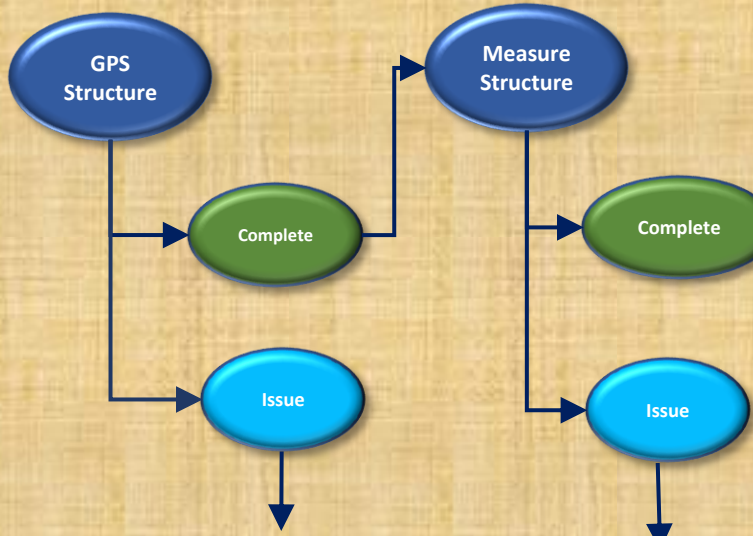 GPS
Structure
Measure
Structure
Complete
Complete
Issue
Issue